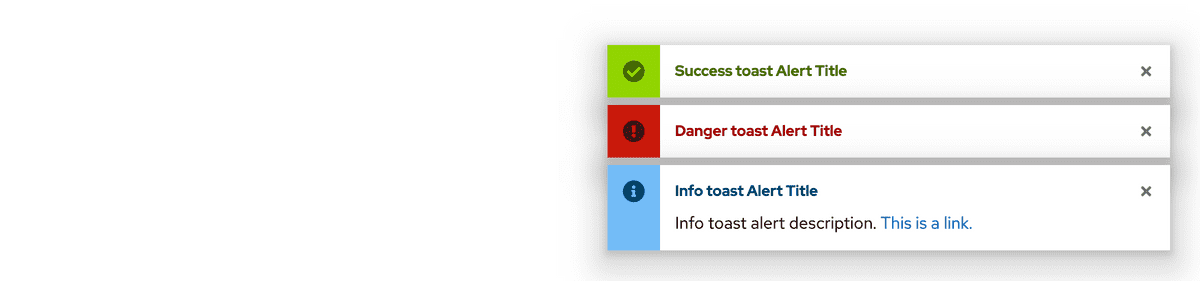 Success toast Alert Title
Danger toast Alert Title
Info toast Alert Title
Info toast alert description. This is a link.